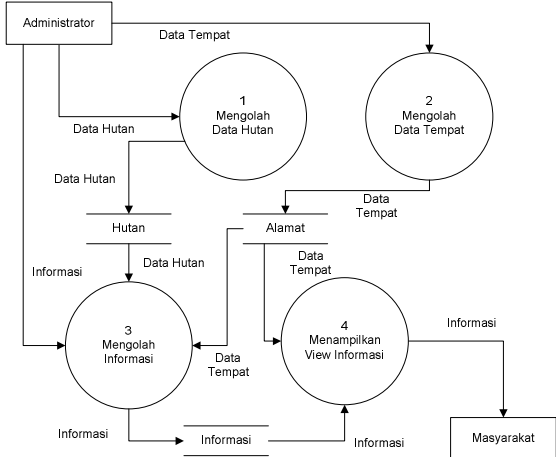 Administrator
Data Tempat
1
Mengolah
Data Hutan
2
Mengolah
Data Tempat
Data Hutan
Data Hutan
Data
Tempat
Hutan
Alamat
Informasi
Data Hutan
Data
Tempat
3
Mengolah
Informasi
Data
Tempat
4
Menampilkan
View Informasi
Informasi
Informasi
Informasi
Informasi
Masyarakat